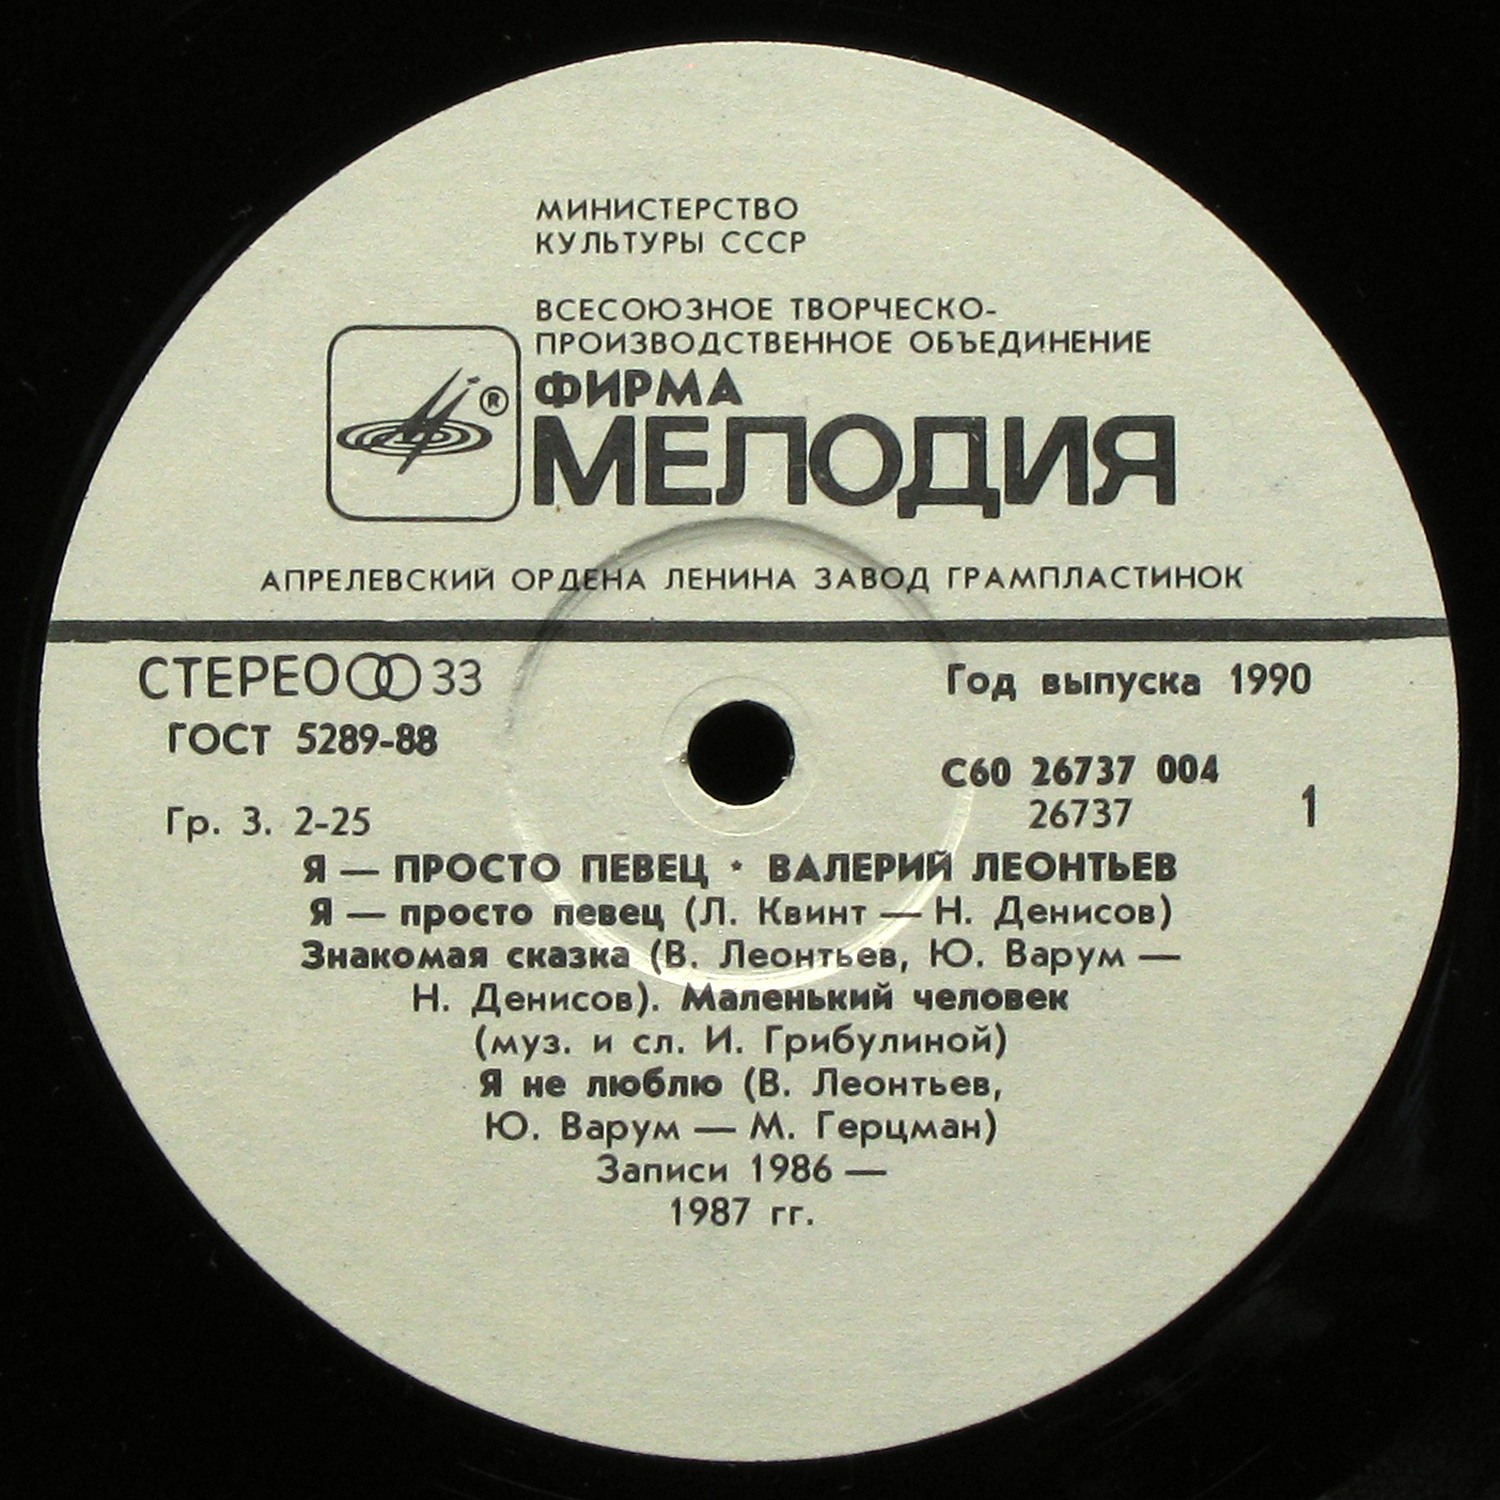 МИНИСТЕРСТВО
КУЛЬТУРЫ СССР
ВСЕСОЮЗНОЕ ТВОРЧЕСКО-
ПРОИЗВОДСТВЕННОЕ ОБЪЕДИНЕНИЕ
®
ФИРМА
МЕЛОДИЯ
АПРЕЛЕВСКИЙ ОРДЕНА ЛЕНИНА ЗАВОД ГРАМПЛАСТИНОК
СТЕРЕО 33
Год выпуска 1990
ГОСТ 5289-88
С60 26737 004
26737
1
Гр. 3. 2-25
Я — ПРОСТО ПЕВЕЦ * ВАЛЕРИЙ ЛЕОНТЬЕВ
Я — просто певец (Л. Квинт — Н. Денисов)
Знакомая сказка (В. Леонтьев, Ю. Варум —
Н. Денисов). Маленький человек
(муз. и сл. И. Грибулиной)
Я не люблю (В. Леонтьев,
Ю. Варум — М. Герцман)
Записи 1986 —
1987 гг.